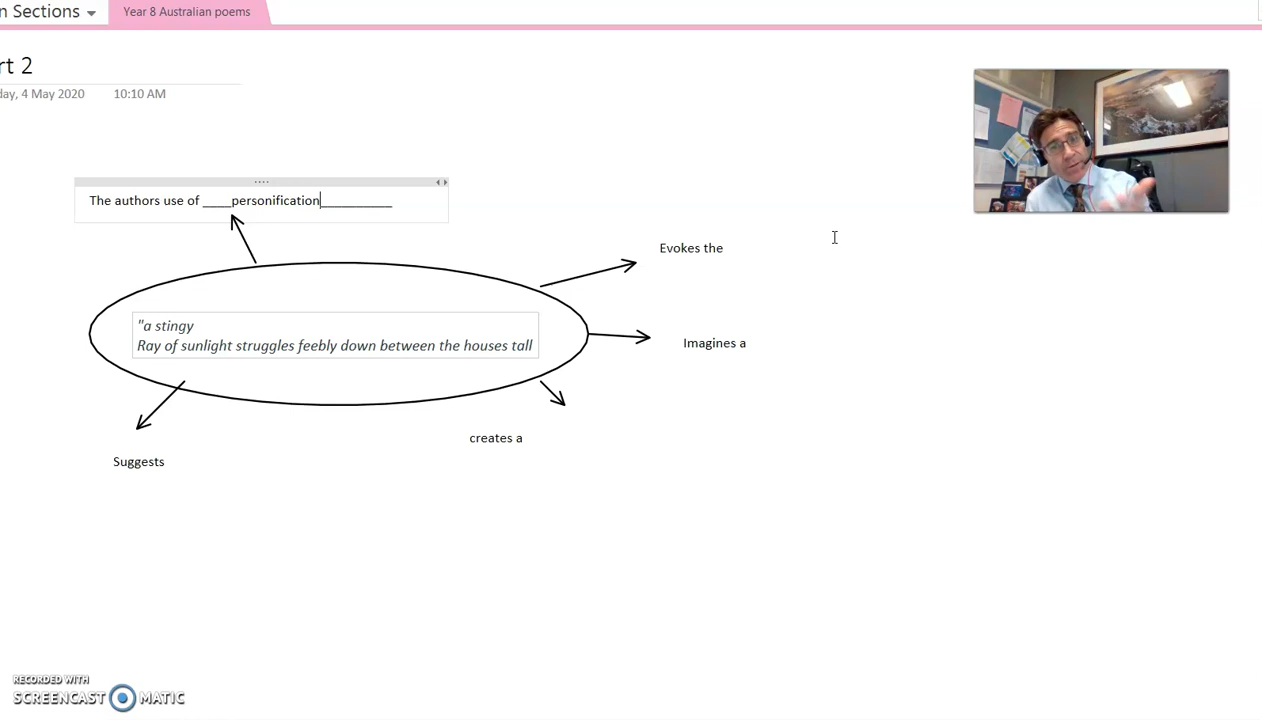 n Sections
Year 8 Australian poems
rt 2
day, 4 May 2020 10:10 AM
The authors use of ____personification__________
Evokes the
"a stingy
Ray of sunlight struggles feebly down between the houses tall
Imagines a
creates a
Suggests
RECORDED WITH
SCREENCAST MATIC